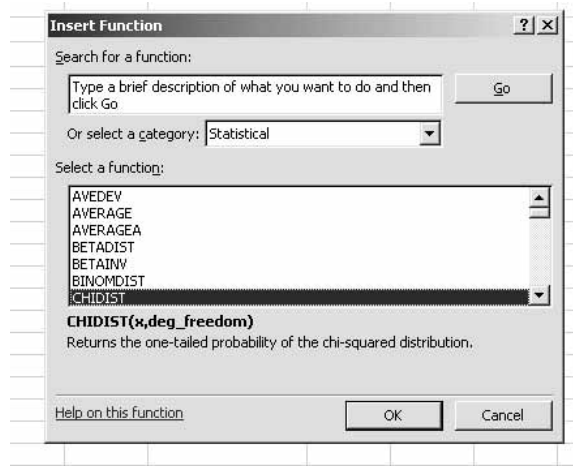 Insert Function
Search for a function:
Type a brief description of what you want to do and then
click Go
Go
Or select a category: Statistical
Select a function:
AVEDEV
AVERAGE
AVERAGEA
BETADIST
BETAINV
BINOMDIST
CHIDIST
CHIDIST(x,deg_freedom)
Returns the one-tailed probability of the chi-squared distribution.
Help on this function
OK
Cancel